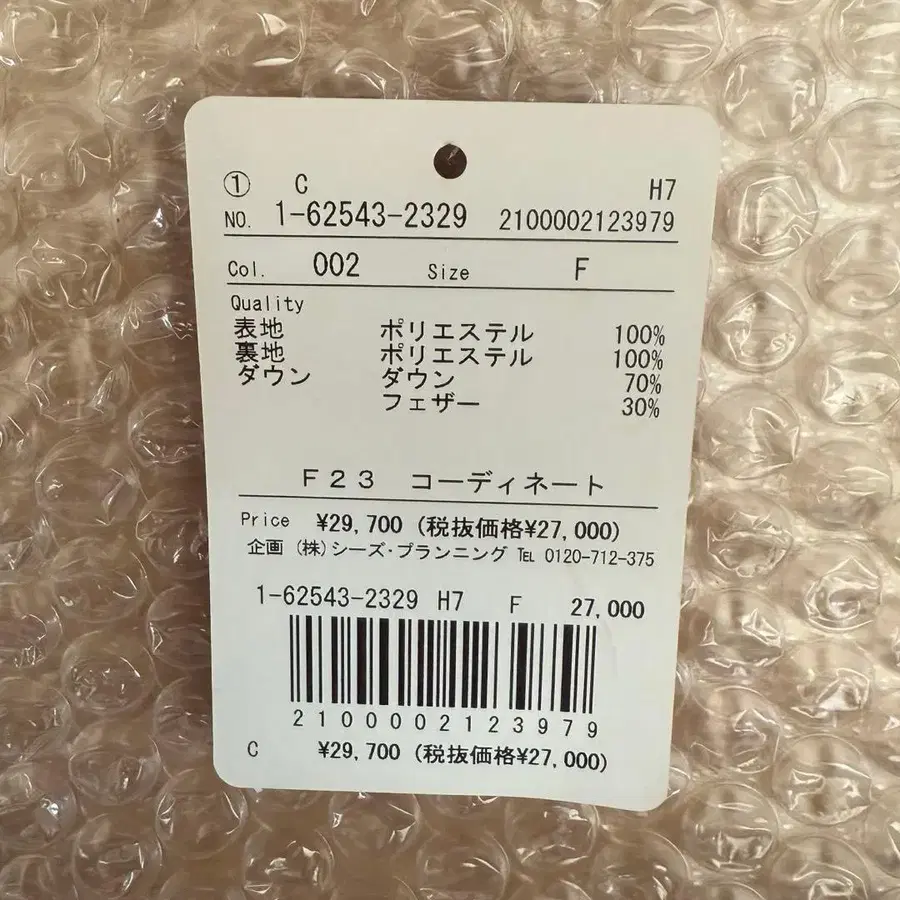 ① C H7
NO. 1-62543-2329 2100002123979
Col. 002 Size F
Quality
表地 ポリエステル 100%
裏地 ポリエステル 100%
ダウン ダウン 70%
フェザー 30%
F23 コーディネート
Price ¥29,700 (税抜価格¥27,000)
企画 (株)シーズ・プランニング ℡ 0120-712-375
1-62543-2329 H7 F 27,000
2100002123979
C ¥29,700 (税抜価格¥27,000)